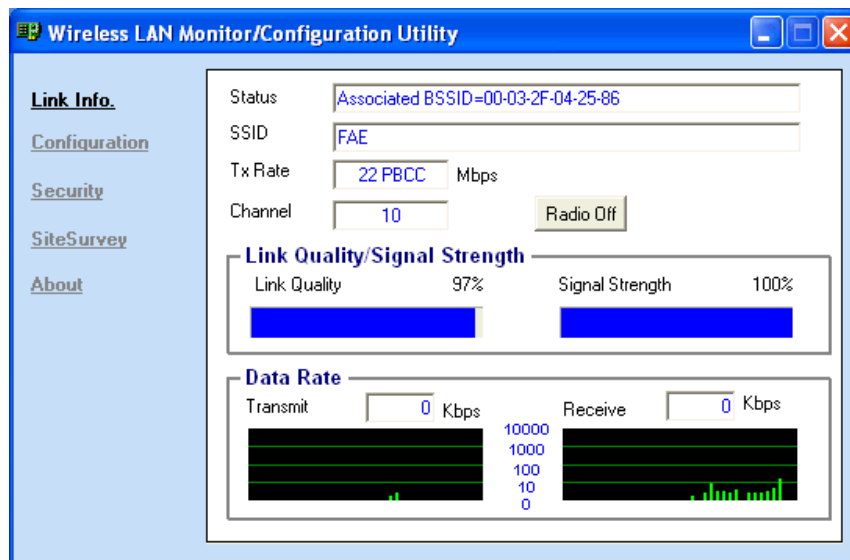 Wireless LAN Monitor/Configuration Utility
Link Info.
Configuration
Security
SiteSurvey
About
Status Associated BSSID=00-03-2F-04-25-86
SSID FAE
Tx Rate 22 PBCC Mbps
Channel 10 Radio Off
Link Quality/Signal Strength
Link Quality 97% Signal Strength 100%
Data Rate
Transmit 0 Kbps Receive 0 Kbps
10000
1000
100
10
0